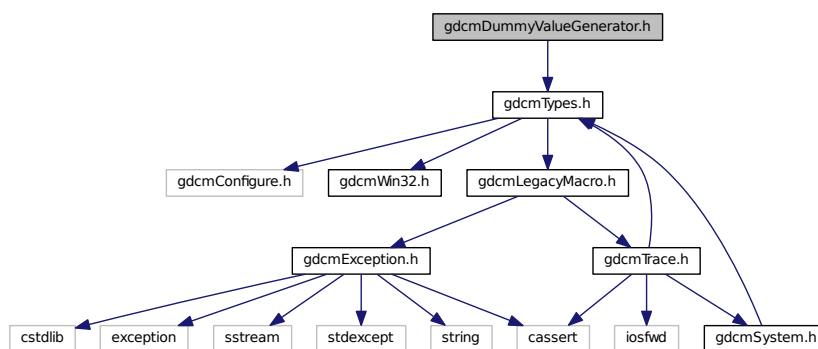 gdcmDummyValueGenerator.h
gdcmTypes.h
gdcmConfigure.h
gdcmWin32.h
gdcmLegacyMacro.h
gdcmException.h
gdcmTrace.h
cstdlib
exception
sstream
stdexcept
string
cassert
iosfwd
gdcmSystem.h